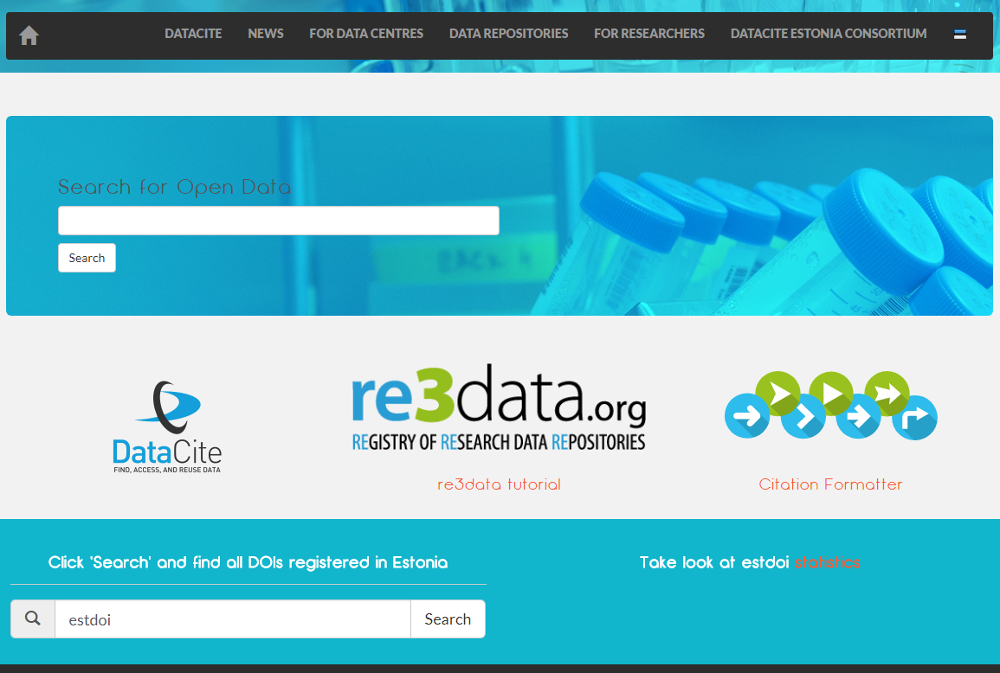 DATACITE NEWS FOR DATA CENTRES DATA REPOSITORIES FOR RESEARCHERS DATACITE ESTONIA CONSORTIUM
Search for Open Data
Search
DataCite
FIND, ACCESS, AND REUSE DATA
re3data.org
REGISTRY OF RESEARCH DATA REPOSITORIES
re3data tutorial
Citation Formatter
Click 'Search' and find all DOIs registered in Estonia
estdoi Search
Take look at estdoi statistics